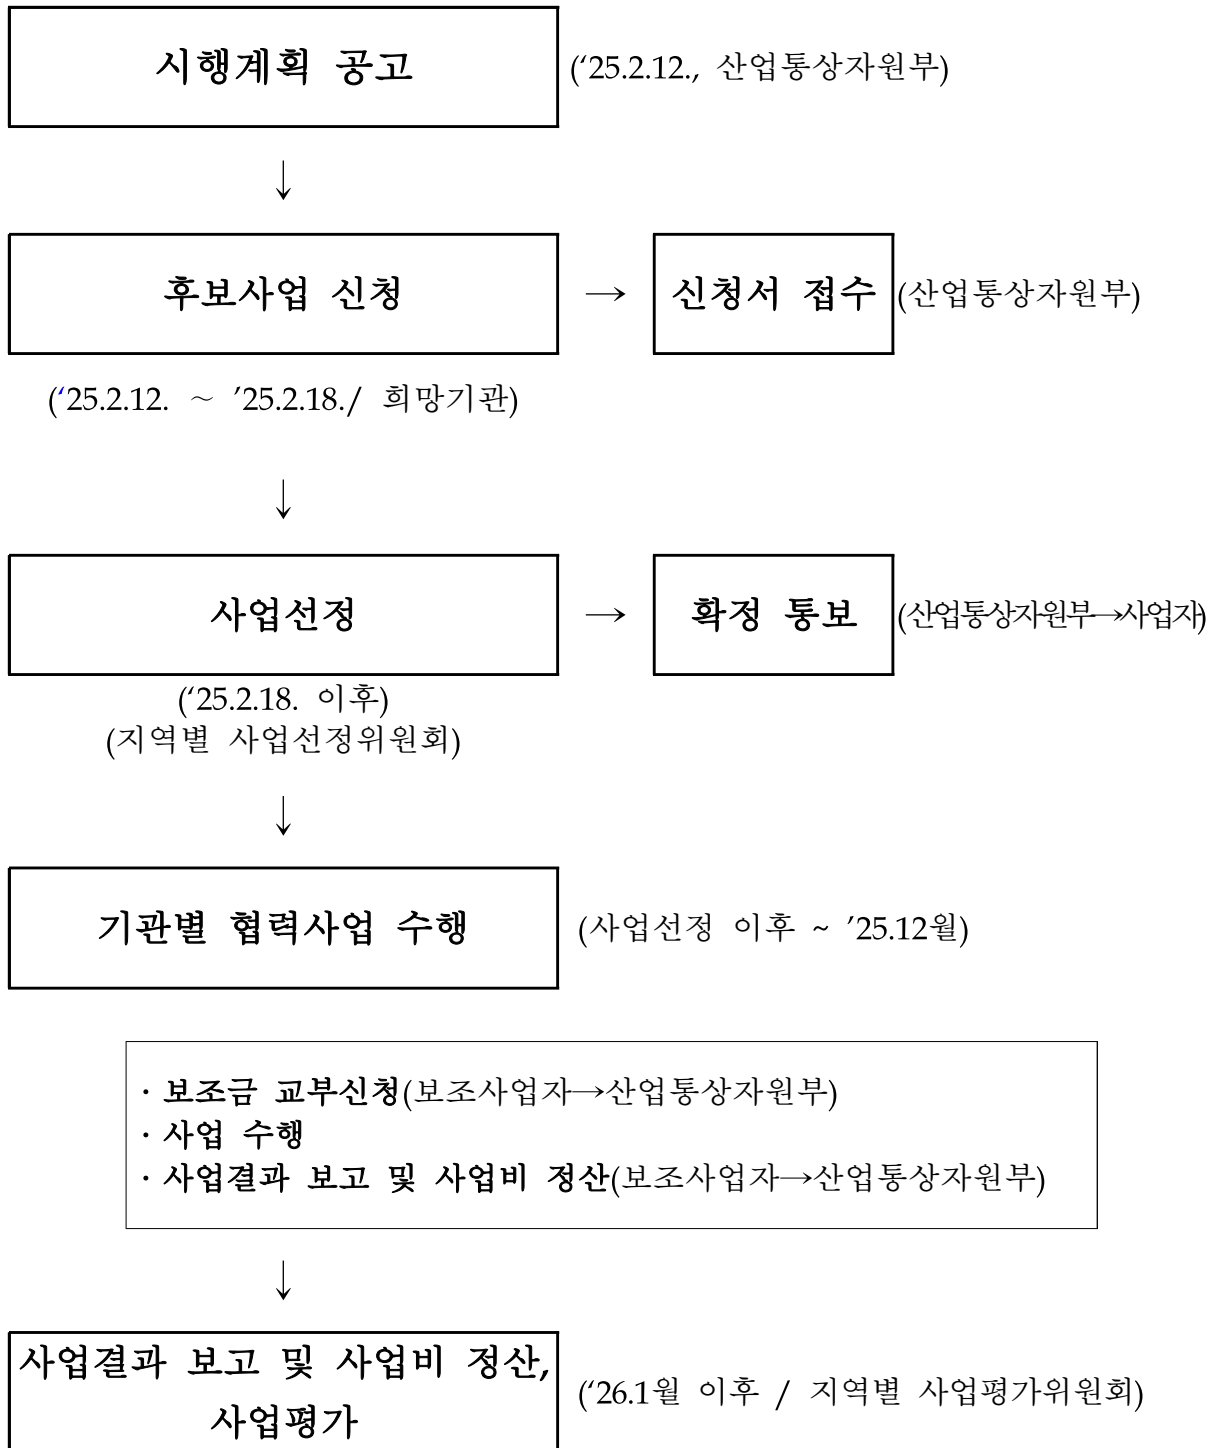 시행계획 공고 (‘25.2.12., 산업통상자원부)
↓
후보사업 신청 → 신청서 접수 (산업통상자원부)
(‘25.2.12. ～ ’25.2.18./ 희망기관)
↓
사업선정 → 확정 통보 (산업통상자원부→사업자)
(‘25.2.18. 이후)
(지역별 사업선정위원회)
↓
기관별 협력사업 수행 (사업선정 이후 ~ ’25.12월)
· 보조금 교부신청(보조사업자→산업통상자원부)
· 사업 수행
· 사업결과 보고 및 사업비 정산(보조사업자→산업통상자원부)
↓
사업결과 보고 및 사업비 정산,
사업평가
(‘26.1월 이후 / 지역별 사업평가위원회)